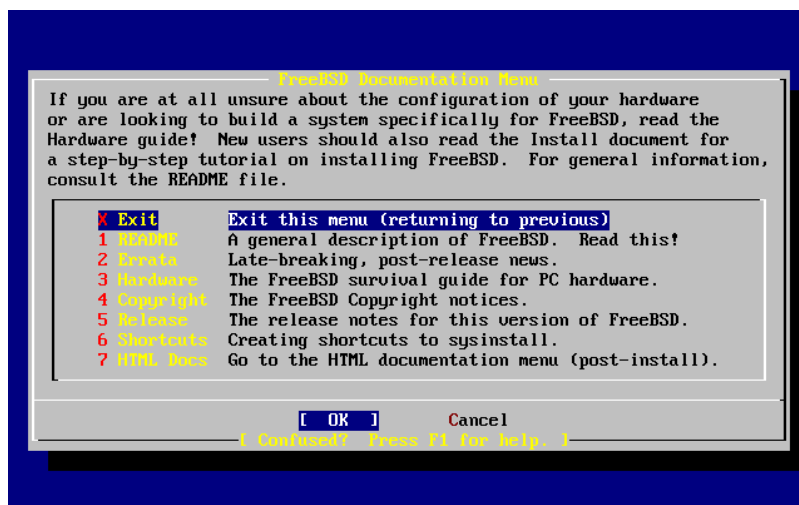 FreeBSD Documentation Menu
If you are at all unsure about the configuration of your hardware
or are looking to build a system specifically for FreeBSD, read the
Hardware guide!  New users should also read the Install document for
a step-by-step tutorial on installing FreeBSD.  For general information,
consult the README file.
X Exit Exit this menu (returning to previous)
1 README A general description of FreeBSD.  Read this!
2 Errata Late-breaking, post-release news.
3 Hardware The FreeBSD survival guide for PC hardware.
4 Copyright The FreeBSD Copyright notices.
5 Release The release notes for this version of FreeBSD.
6 Shortcuts Creating shortcuts to sysinstall.
7 HTML Docs Go to the HTML documentation menu (post-install).
[ OK ] Cancel
[ Confused?  Press F1 for help. ]